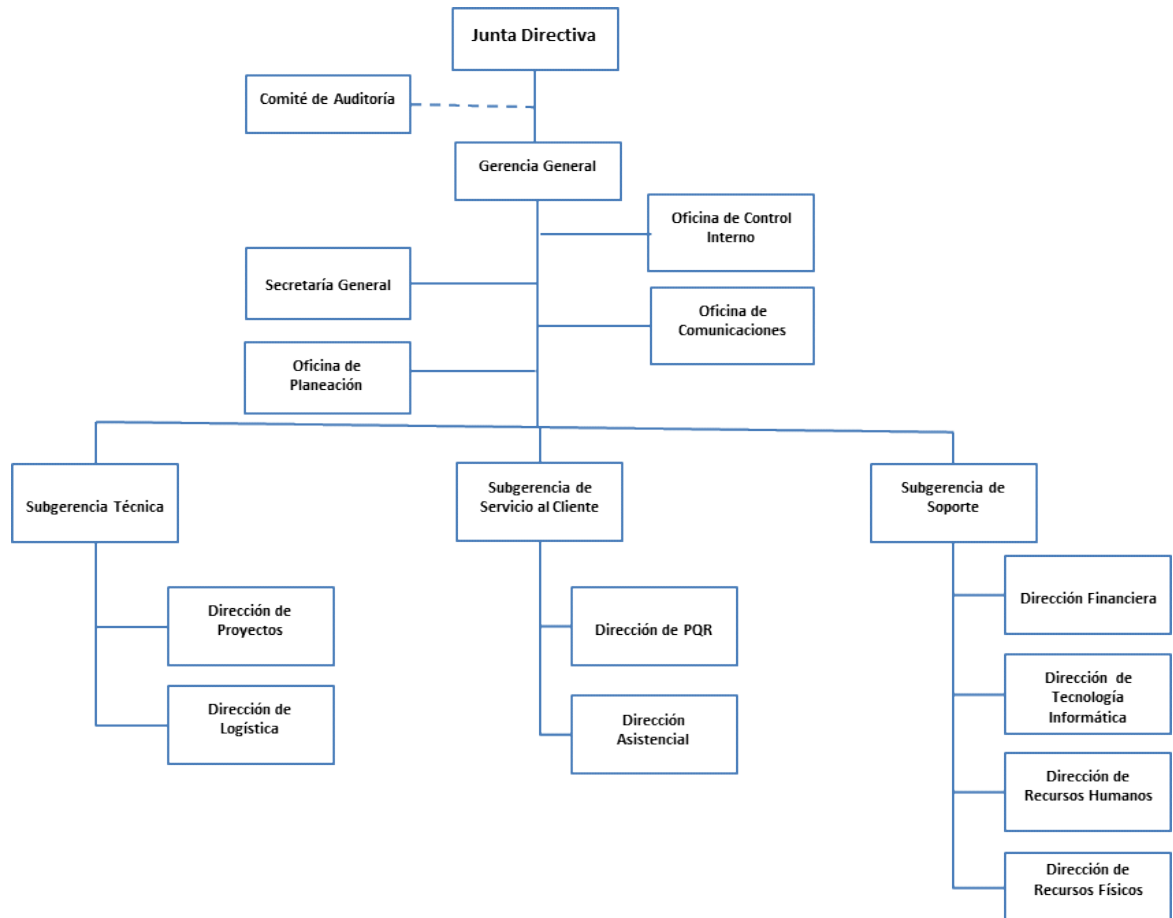 Junta Directiva
Comité de Auditoría
Gerencia General
Oficina de Control
Interno
Secretaría General
Oficina de
Comunicaciones
Oficina de
Planeación
Subgerencia Técnica
Subgerencia de
Servicio al Cliente
Subgerencia de
Soporte
Dirección de
Proyectos
Dirección de
Logística
Dirección de PQR
Dirección
Asistencial
Dirección Financiera
Dirección de
Tecnología
Informática
Dirección de
Recursos Humanos
Dirección de
Recursos Físicos